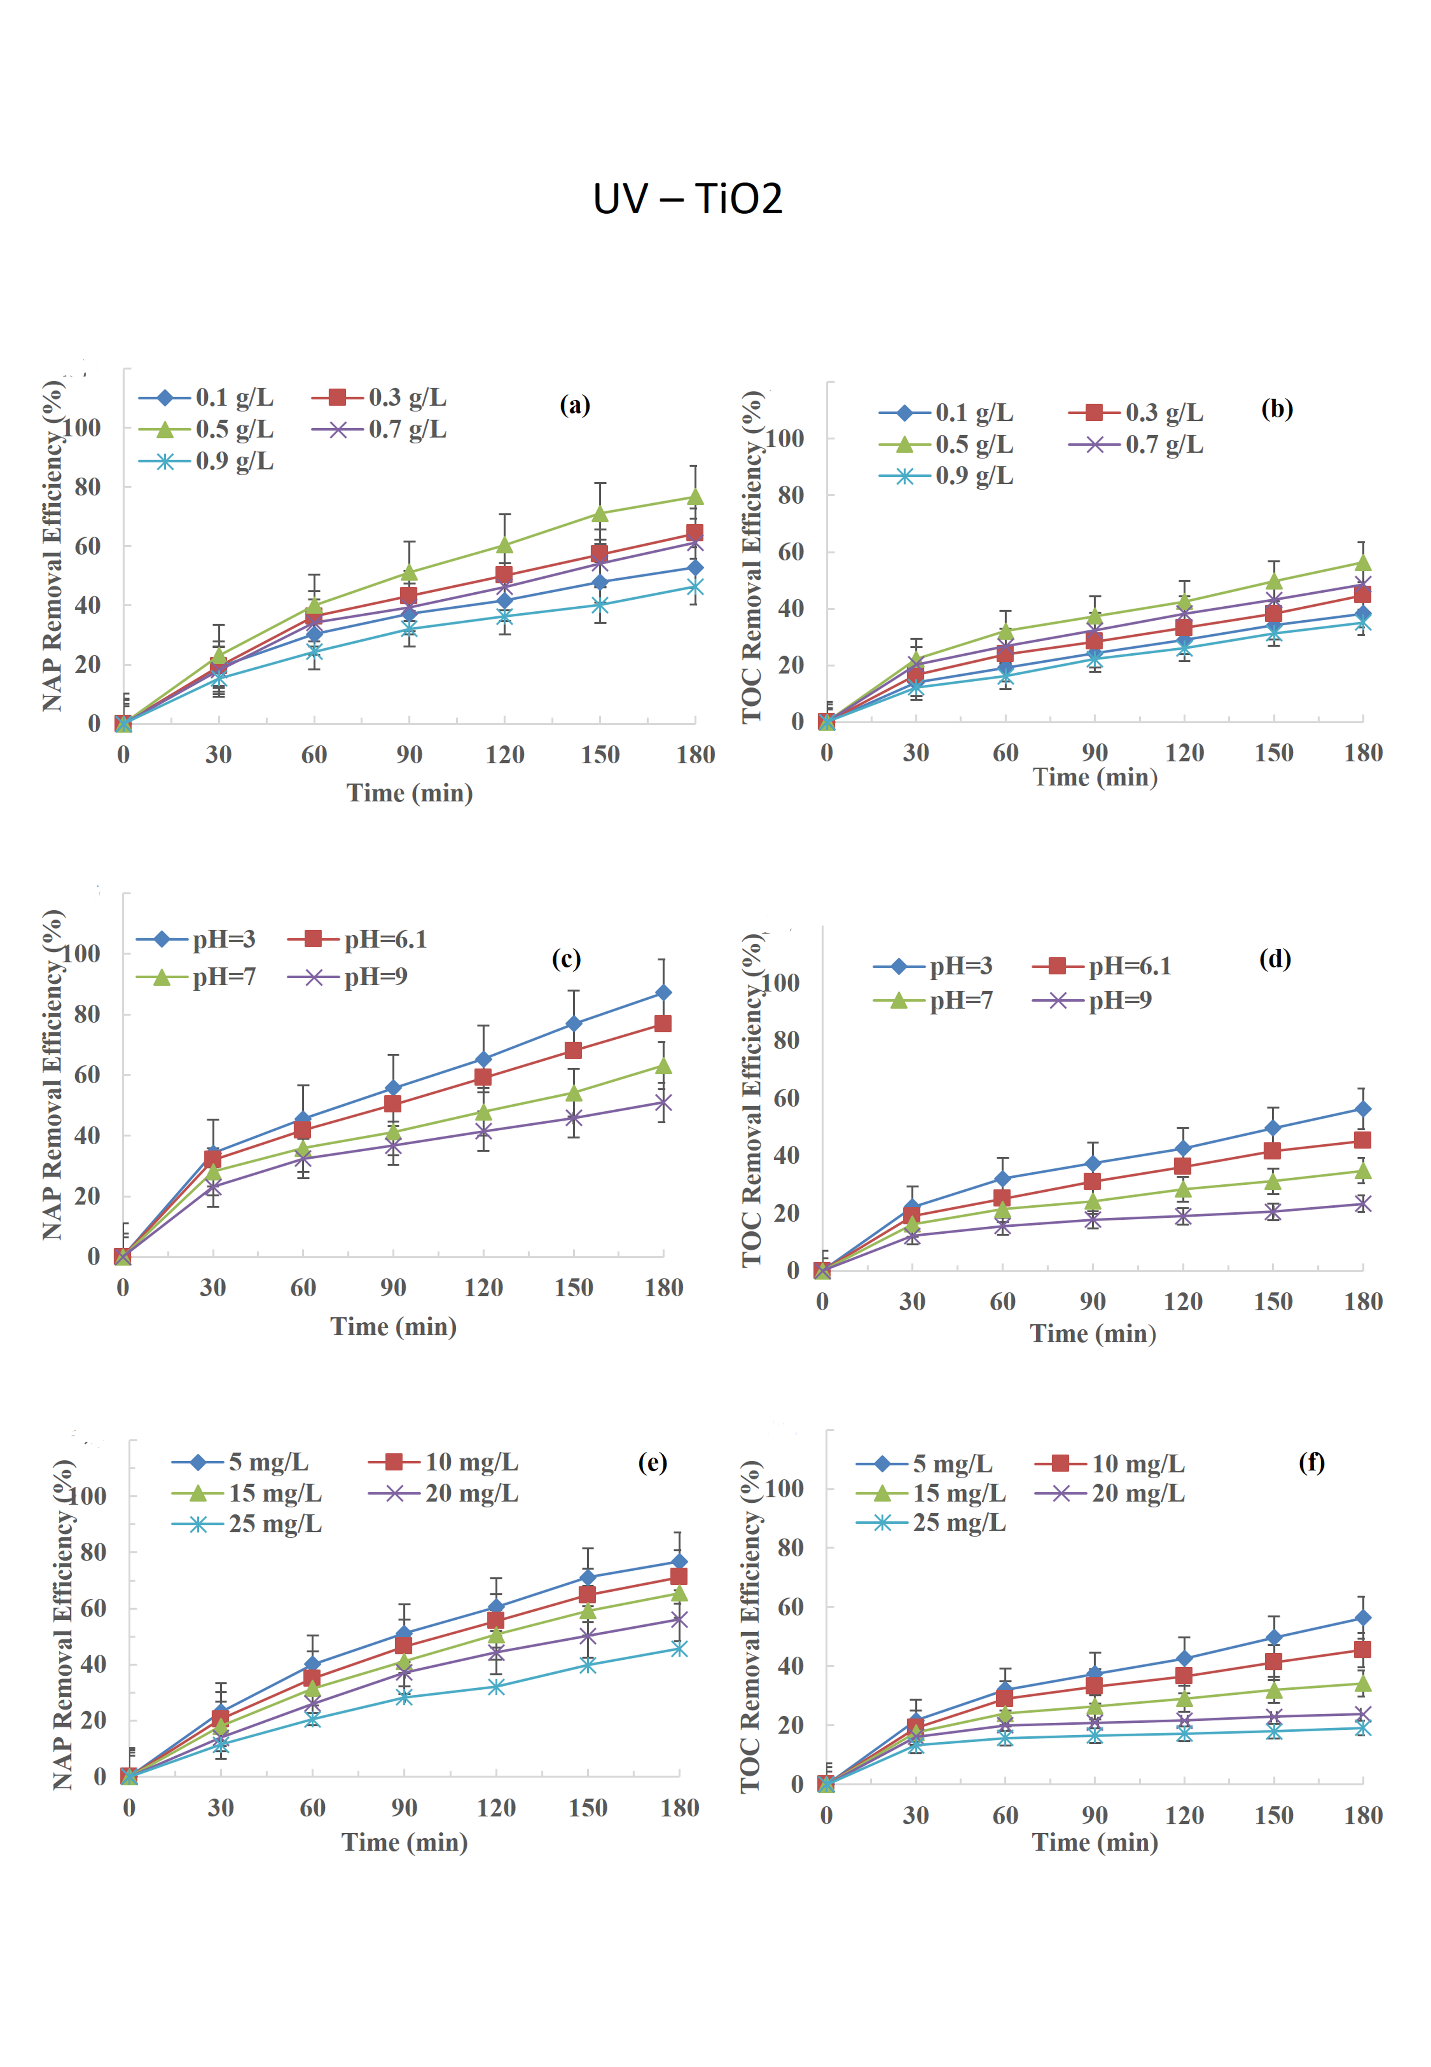 UV – TiO2
NAP Removal Efficiency (%)
0.1 g/L 0.3 g/L
0.5 g/L 0.7 g/L
0.9 g/L
(a)
100
80
60
40
20
0
0 30 60 90 120 150 180
Time (min)
TOC Removal Efficiency (%)
0.1 g/L 0.3 g/L
0.5 g/L 0.7 g/L
0.9 g/L
(b)
100
80
60
40
20
0
0 30 60 90 120 150 180
Time (min)
NAP Removal Efficiency (%)
pH=3 pH=6.1
pH=7 pH=9
(c)
100
80
60
40
20
0
0 30 60 90 120 150 180
Time (min)
TOC Removal Efficiency (%)
pH=3 pH=6.1
pH=7 pH=9
(d)
100
80
60
40
20
0
0 30 60 90 120 150 180
Time (min)
NAP Removal Efficiency (%)
5 mg/L 10 mg/L
15 mg/L 20 mg/L
25 mg/L
(e)
100
80
60
40
20
0
0 30 60 90 120 150 180
Time (min)
TOC Removal Efficiency (%)
5 mg/L 10 mg/L
15 mg/L 20 mg/L
25 mg/L
(f)
100
80
60
40
20
0
0 30 60 90 120 150 180
Time (min)